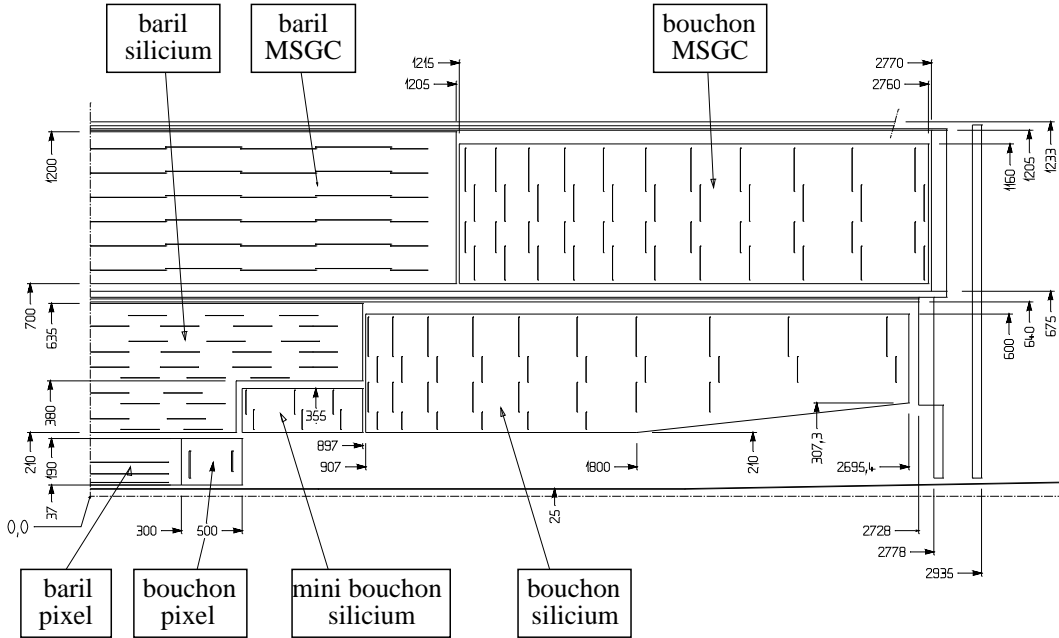 baril
silicium
baril
MSGC
bouchon
MSGC
1215
1205
2770
2760
1200
1160
1205
1233
700
635
600
640
675
380
355
210
190
37
897
907
1800
210
307,3
2695,4
0,0
300
500
25
2728
2778
2935
baril
pixel
bouchon
pixel
mini bouchon
silicium
bouchon
silicium